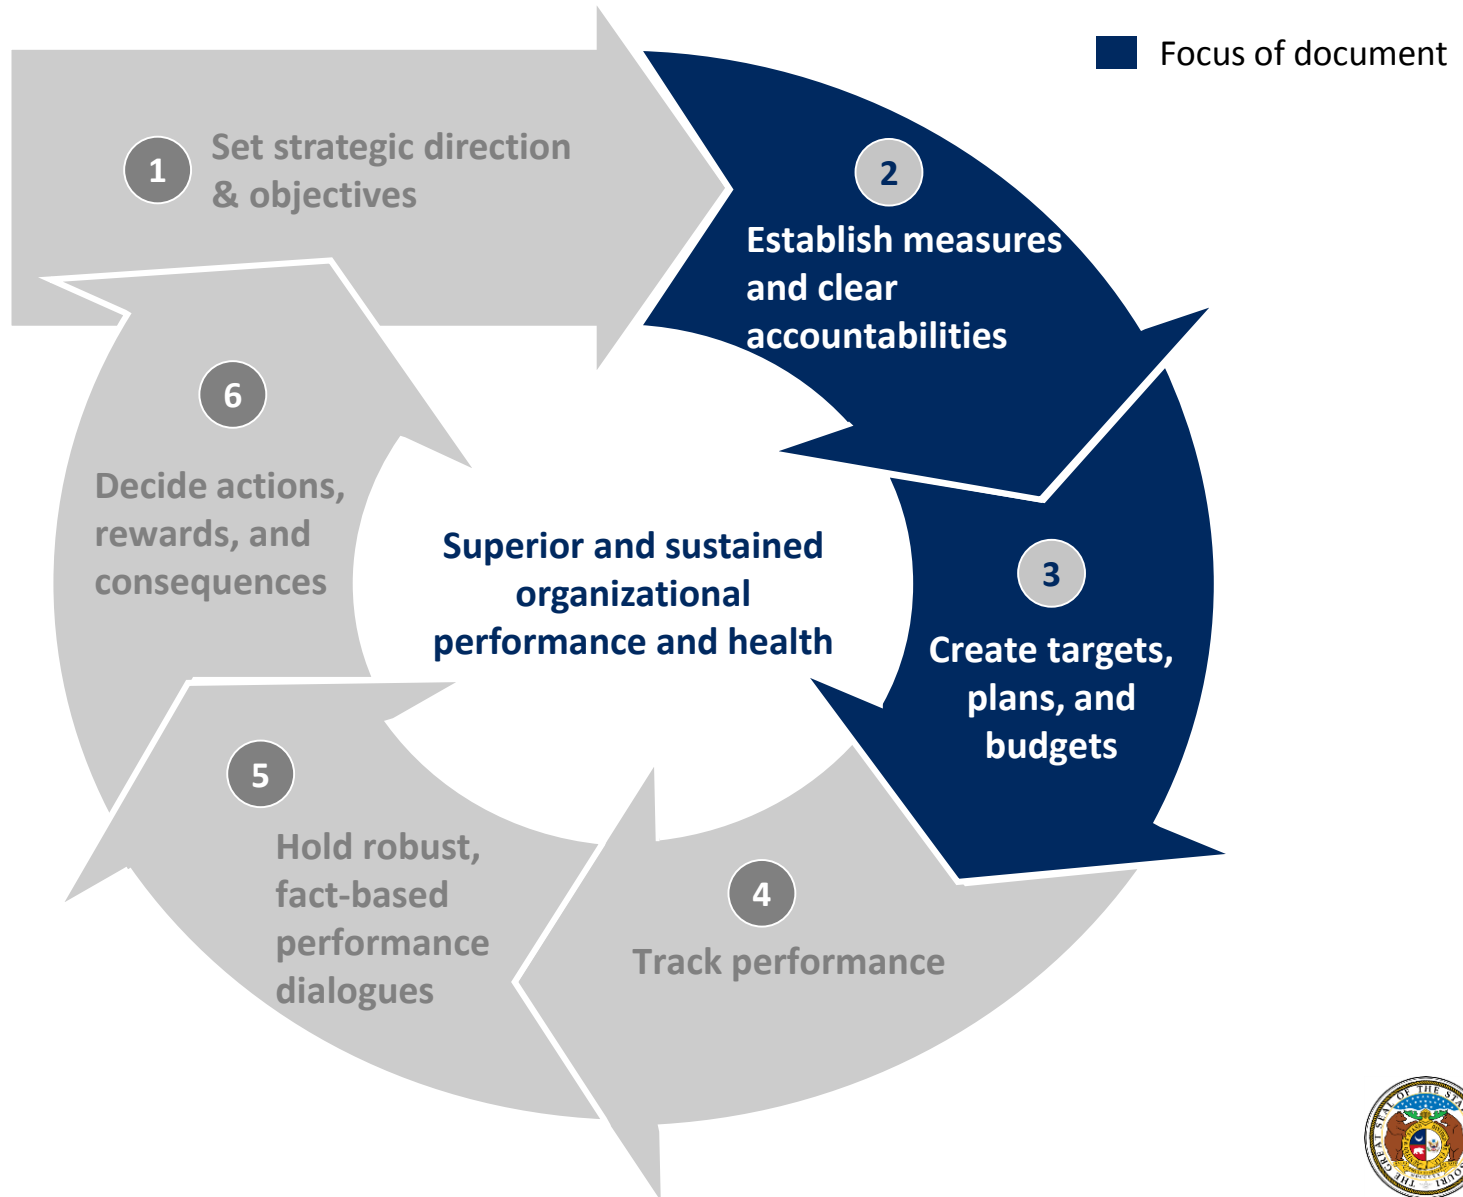 Focus of document
1
Set strategic direction
& objectives
2
Establish measures
and clear
accountabilities
3
Create targets,
plans, and
budgets
4
Track performance
5
Hold robust,
fact-based
performance
dialogues
6
Decide actions,
rewards, and
consequences
Superior and sustained
organizational
performance and health